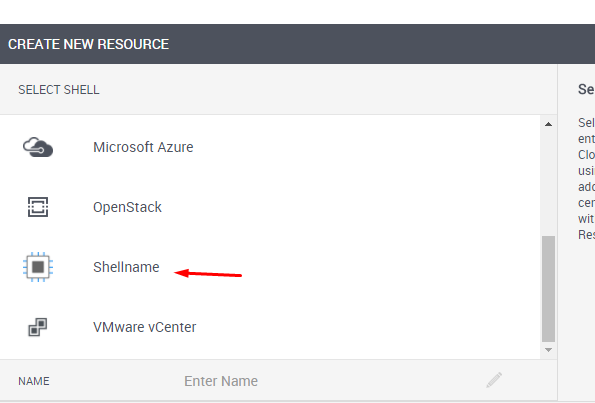 CREATE NEW RESOURCE
SELECT SHELL
Microsoft Azure
OpenStack
Shellname
VMware vCenter
NAME
Enter Name
Se
Sel
ent
Clo
usi
add
cen
wit
Res